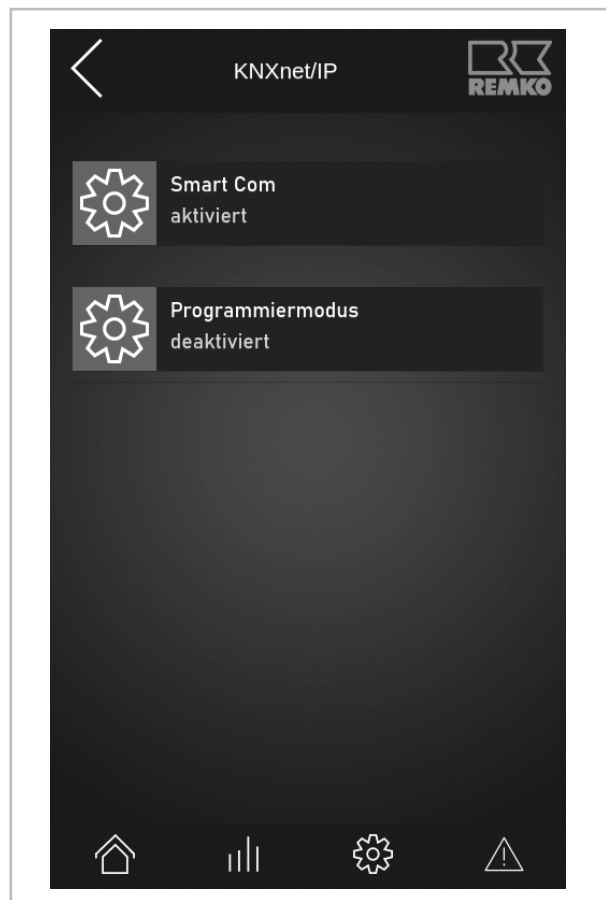 KNXnet/IP
REMKO
Smart Com
aktiviert
Programmiermodus
deaktiviert